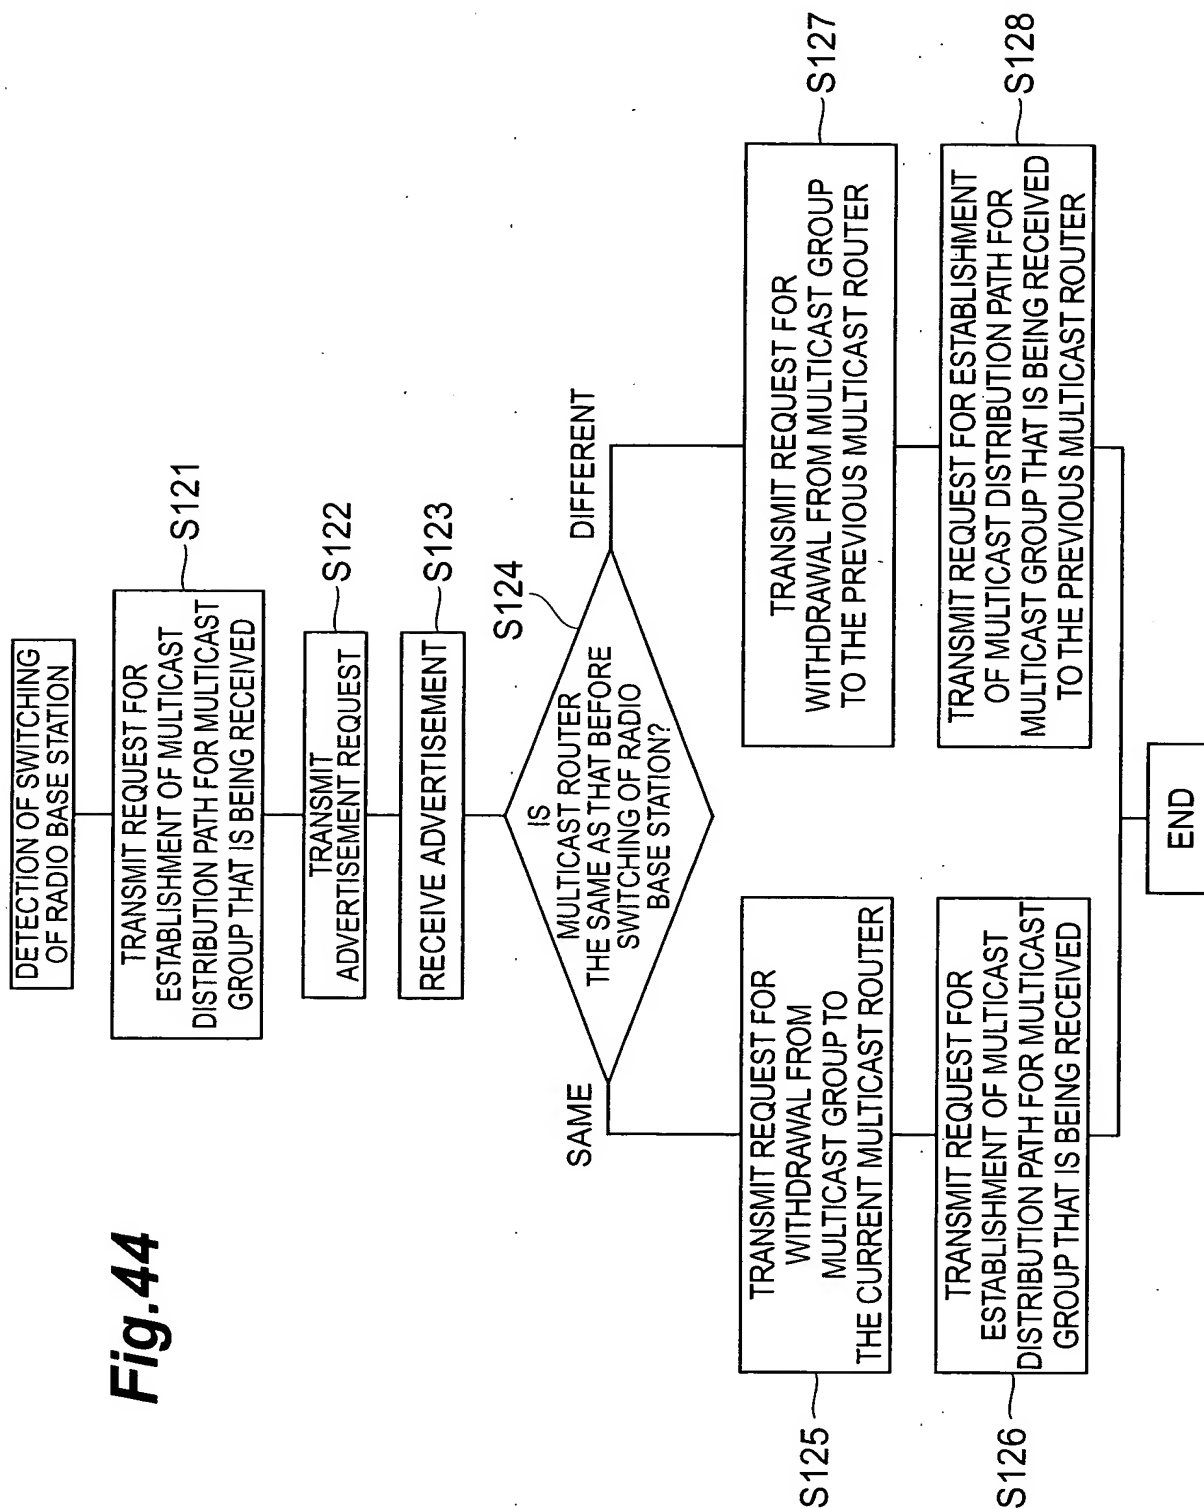 Fig.44
DETECTION OF SWITCHING
OF RADIO BASE STATION
TRANSMIT REQUEST FOR
ESTABLISHMENT OF MULTICAST
DISTRIBUTION PATH FOR MULTICAST
GROUP THAT IS BEING RECEIVED
S121
TRANSMIT
ADVERTISEMENT REQUEST
S122
RECEIVE ADVERTISEMENT
S123
S124
IS
MULTICAST ROUTER
THE SAME AS THAT BEFORE
SWITCHING OF RADIO
BASE STATION?
SAME
DIFFERENT
S125
TRANSMIT REQUEST FOR
WITHDRAWAL FROM
MULTICAST GROUP TO
THE CURRENT MULTICAST ROUTER
TRANSMIT REQUEST FOR
WITHDRAWAL FROM MULTICAST GROUP
TO THE PREVIOUS MULTICAST ROUTER
S127
S126
TRANSMIT REQUEST FOR
ESTABLISHMENT OF MULTICAST
DISTRIBUTION PATH FOR MULTICAST
GROUP THAT IS BEING RECEIVED
TRANSMIT REQUEST FOR ESTABLISHMENT
OF MULTICAST DISTRIBUTION PATH FOR
MULTICAST GROUP THAT IS BEING RECEIVED
TO THE PREVIOUS MULTICAST ROUTER
S128
END